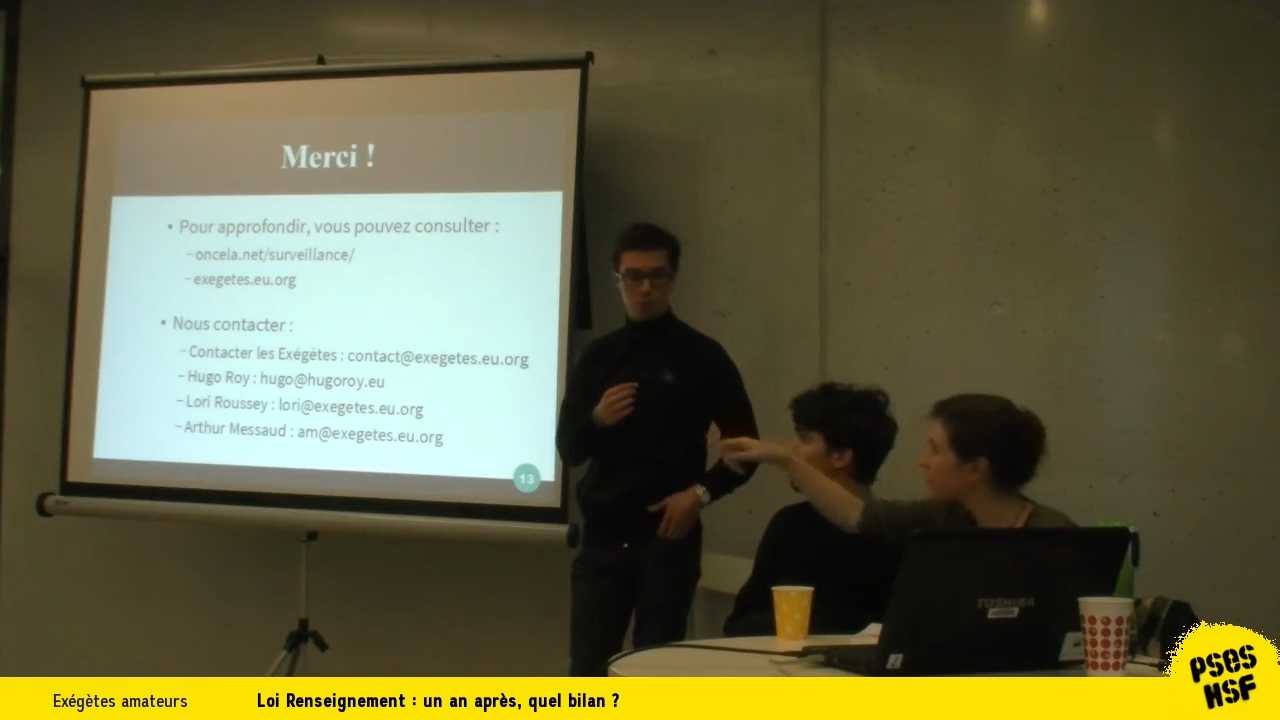 Merci !
• Pour approfondir, vous pouvez consulter :
– oncela.net/surveillance/
– exegetes.eu.org
• Nous contacter :
– Contacter les Exégètes : contact@exegetes.eu.org
– Hugo Roy : hugo@hugoroy.eu
– Lori Roussey : lori@exegetes.eu.org
– Arthur Messaud : am@exegetes.eu.org
13
TOSHIBA
PSES
HSF
Exégètes amateurs
Loi Renseignement : un an après, quel bilan ?